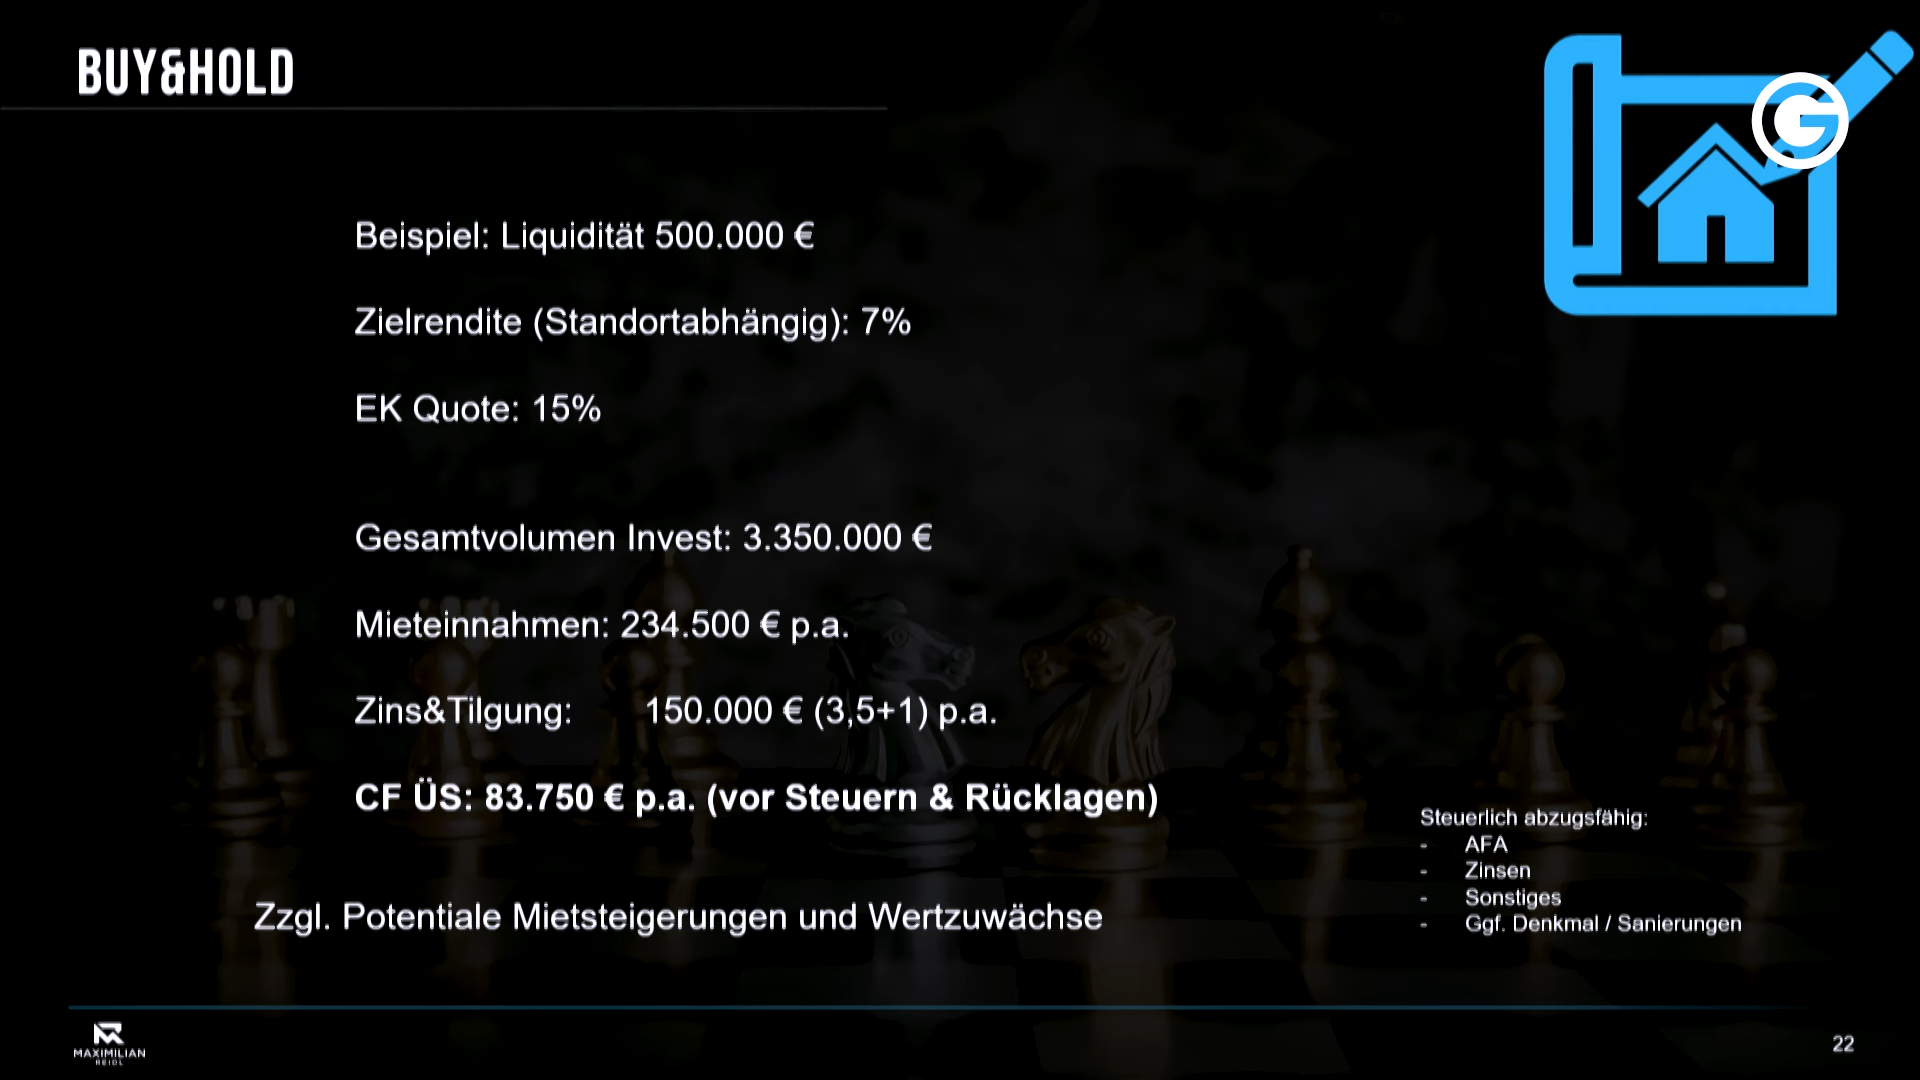 BUY&HOLD
G
Beispiel: Liquidität 500.000 €
Zielrendite (Standortabhängig): 7%
EK Quote: 15%
Gesamtvolumen Invest: 3.350.000 €
Mieteinnahmen: 234.500 € p.a.
Zins&Tilgung: 150.000 € (3,5+1) p.a.
CF ÜS: 83.750 € p.a. (vor Steuern & Rücklagen)
Zzgl. Potentiale Mietsteigerungen und Wertzuwächse
Steuerlich abzugsfähig:
- AFA
- Zinsen
- Sonstiges
- Ggf. Denkmal / Sanierungen
MAXIMILIAN
REIDL
22